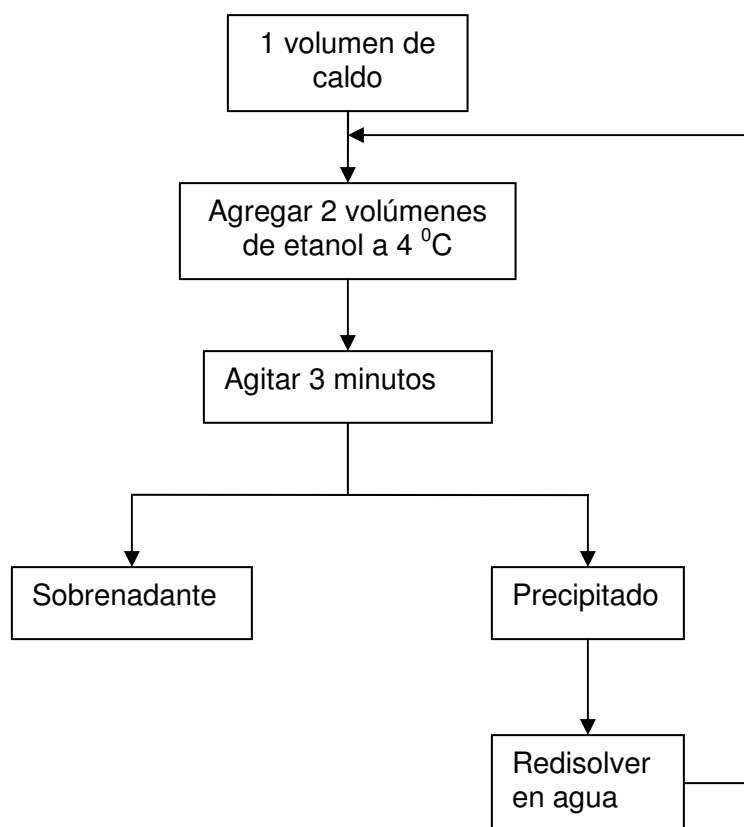 1 volumen de
caldo
Agregar 2 volúmenes
de etanol a 4 ⁰C
Agitar 3 minutos
Sobrenadante
Precipitado
Redisolver
en agua